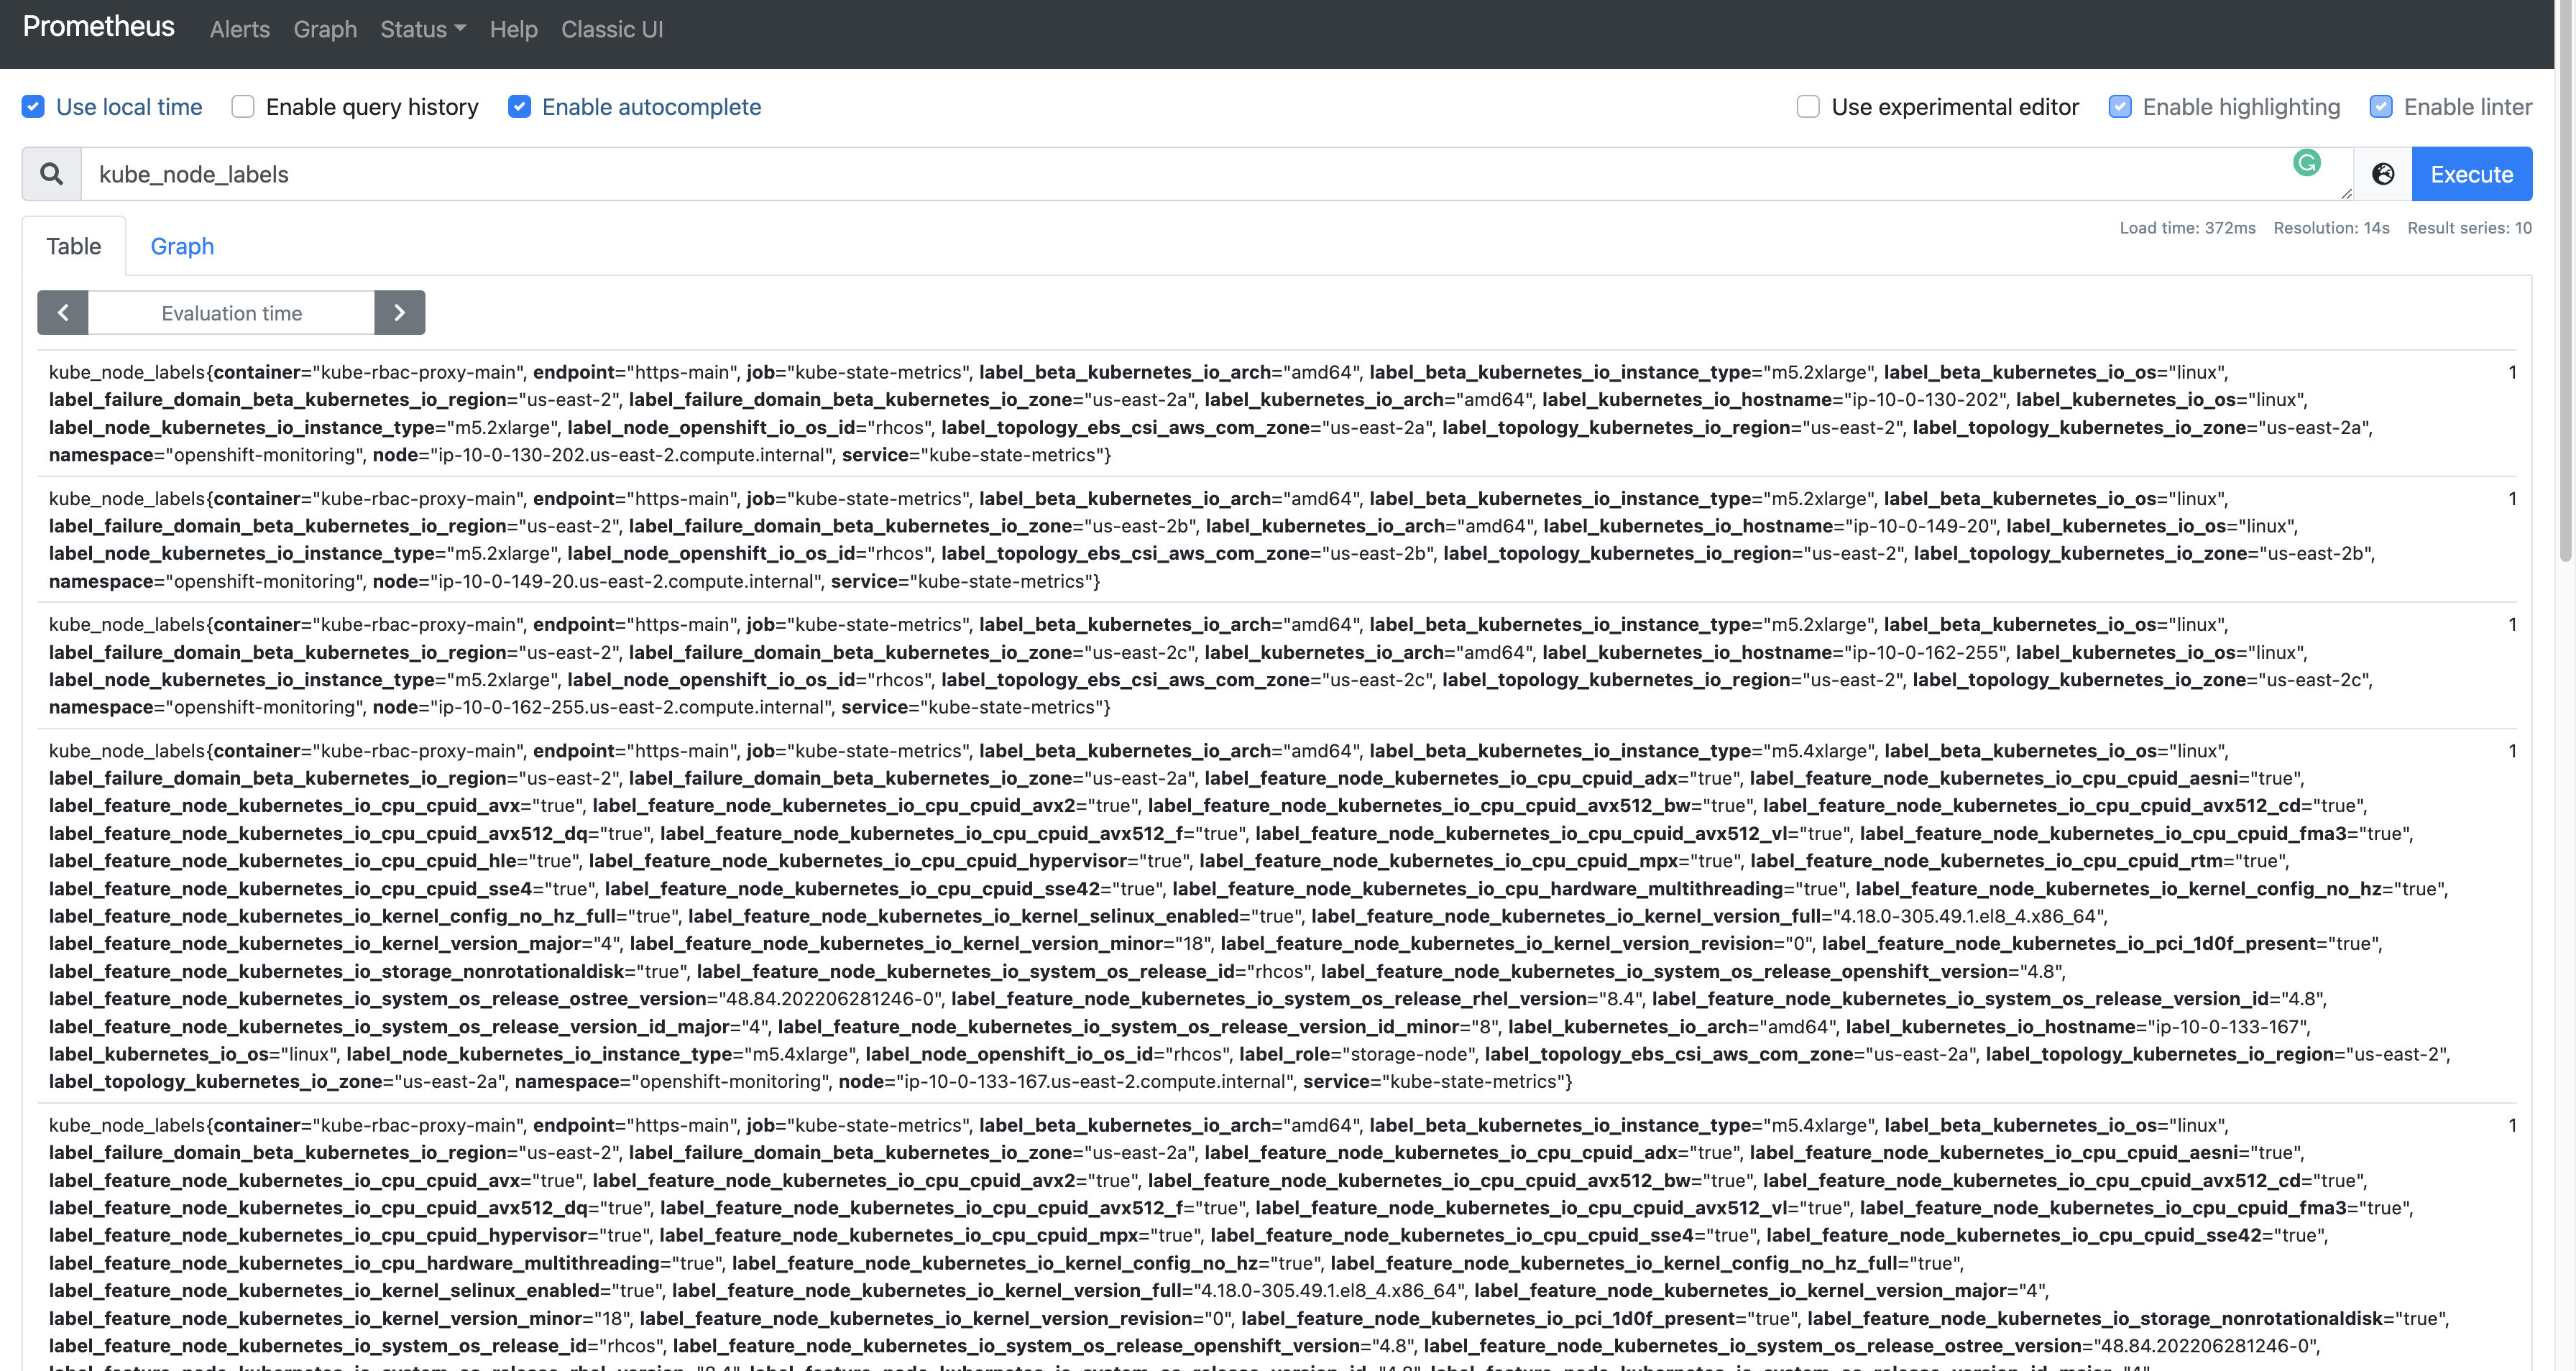 Prometheus Alerts Graph Status Help Classic UI
Use local time Enable query history Enable autocomplete Use experimental editor Enable highlighting Enable linter
kube_node_labels Execute
Load time: 372ms Resolution: 14s Result series: 10
Table Graph
Evaluation time
kube_node_labels{container="kube-rbac-proxy-main", endpoint="https-main", job="kube-state-metrics", label_beta_kubernetes_io_arch="amd64", label_beta_kubernetes_io_instance_type="m5.2xlarge", label_beta_kubernetes_io_os="linux", 1
label_failure_domain_beta_kubernetes_io_region="us-east-2", label_failure_domain_beta_kubernetes_io_zone="us-east-2a", label_kubernetes_io_arch="amd64", label_kubernetes_io_hostname="ip-10-0-130-202", label_kubernetes_io_os="linux",
label_node_kubernetes_io_instance_type="m5.2xlarge", label_node_openshift_io_os_id="rhcos", label_topology_ebs_csi_aws_com_zone="us-east-2a", label_topology_kubernetes_io_region="us-east-2", label_topology_kubernetes_io_zone="us-east-2a",
namespace="openshift-monitoring", node="ip-10-0-130-202.us-east-2.compute.internal", service="kube-state-metrics"}
kube_node_labels{container="kube-rbac-proxy-main", endpoint="https-main", job="kube-state-metrics", label_beta_kubernetes_io_arch="amd64", label_beta_kubernetes_io_instance_type="m5.2xlarge", label_beta_kubernetes_io_os="linux", 1
label_failure_domain_beta_kubernetes_io_region="us-east-2", label_failure_domain_beta_kubernetes_io_zone="us-east-2b", label_kubernetes_io_arch="amd64", label_kubernetes_io_hostname="ip-10-0-149-20", label_kubernetes_io_os="linux",
label_node_kubernetes_io_instance_type="m5.2xlarge", label_node_openshift_io_os_id="rhcos", label_topology_ebs_csi_aws_com_zone="us-east-2b", label_topology_kubernetes_io_region="us-east-2", label_topology_kubernetes_io_zone="us-east-2b",
namespace="openshift-monitoring", node="ip-10-0-149-20.us-east-2.compute.internal", service="kube-state-metrics"}
kube_node_labels{container="kube-rbac-proxy-main", endpoint="https-main", job="kube-state-metrics", label_beta_kubernetes_io_arch="amd64", label_beta_kubernetes_io_instance_type="m5.2xlarge", label_beta_kubernetes_io_os="linux", 1
label_failure_domain_beta_kubernetes_io_region="us-east-2", label_failure_domain_beta_kubernetes_io_zone="us-east-2c", label_kubernetes_io_arch="amd64", label_kubernetes_io_hostname="ip-10-0-162-255", label_kubernetes_io_os="linux",
label_node_kubernetes_io_instance_type="m5.2xlarge", label_node_openshift_io_os_id="rhcos", label_topology_ebs_csi_aws_com_zone="us-east-2c", label_topology_kubernetes_io_region="us-east-2", label_topology_kubernetes_io_zone="us-east-2c",
namespace="openshift-monitoring", node="ip-10-0-162-255.us-east-2.compute.internal", service="kube-state-metrics"}
kube_node_labels{container="kube-rbac-proxy-main", endpoint="https-main", job="kube-state-metrics", label_beta_kubernetes_io_arch="amd64", label_beta_kubernetes_io_instance_type="m5.4xlarge", label_beta_kubernetes_io_os="linux", 1
label_failure_domain_beta_kubernetes_io_region="us-east-2", label_failure_domain_beta_kubernetes_io_zone="us-east-2a", label_feature_node_kubernetes_io_cpu_cpuid_adx="true", label_feature_node_kubernetes_io_cpu_cpuid_aesni="true",
label_feature_node_kubernetes_io_cpu_cpuid_avx="true", label_feature_node_kubernetes_io_cpu_cpuid_avx2="true", label_feature_node_kubernetes_io_cpu_cpuid_avx512_bw="true", label_feature_node_kubernetes_io_cpu_cpuid_avx512_cd="true",
label_feature_node_kubernetes_io_cpu_cpuid_avx512_dq="true", label_feature_node_kubernetes_io_cpu_cpuid_avx512_f="true", label_feature_node_kubernetes_io_cpu_cpuid_avx512_vl="true", label_feature_node_kubernetes_io_cpu_cpuid_fma3="true",
label_feature_node_kubernetes_io_cpu_cpuid_hle="true", label_feature_node_kubernetes_io_cpu_cpuid_hypervisor="true", label_feature_node_kubernetes_io_cpu_cpuid_mpx="true", label_feature_node_kubernetes_io_cpu_cpuid_rtm="true",
label_feature_node_kubernetes_io_cpu_cpuid_sse4="true", label_feature_node_kubernetes_io_cpu_cpuid_sse42="true", label_feature_node_kubernetes_io_cpu_hardware_multithreading="true", label_feature_node_kubernetes_io_kernel_config_no_hz="true",
label_feature_node_kubernetes_io_kernel_config_no_hz_full="true", label_feature_node_kubernetes_io_kernel_selinux_enabled="true", label_feature_node_kubernetes_io_kernel_version_full="4.18.0-305.49.1.el8_4.x86_64",
label_feature_node_kubernetes_io_kernel_version_major="4", label_feature_node_kubernetes_io_kernel_version_minor="18", label_feature_node_kubernetes_io_kernel_version_revision="0", label_feature_node_kubernetes_io_pci_1d0f_present="true",
label_feature_node_kubernetes_io_storage_nonrotationaldisk="true", label_feature_node_kubernetes_io_system_os_release_id="rhcos", label_feature_node_kubernetes_io_system_os_release_openshift_version="4.8",
label_feature_node_kubernetes_io_system_os_release_ostree_version="48.84.202206281246-0", label_feature_node_kubernetes_io_system_os_release_rhel_version="8.4", label_feature_node_kubernetes_io_system_os_release_version_id="4.8",
label_feature_node_kubernetes_io_system_os_release_version_id_major="4", label_feature_node_kubernetes_io_system_os_release_version_id_minor="8", label_kubernetes_io_arch="amd64", label_kubernetes_io_hostname="ip-10-0-133-167",
label_kubernetes_io_os="linux", label_node_kubernetes_io_instance_type="m5.4xlarge", label_node_openshift_io_os_id="rhcos", label_role="storage-node", label_topology_ebs_csi_aws_com_zone="us-east-2a", label_topology_kubernetes_io_region="us-east-2",
label_topology_kubernetes_io_zone="us-east-2a", namespace="openshift-monitoring", node="ip-10-0-133-167.us-east-2.compute.internal", service="kube-state-metrics"}
kube_node_labels{container="kube-rbac-proxy-main", endpoint="https-main", job="kube-state-metrics", label_beta_kubernetes_io_arch="amd64", label_beta_kubernetes_io_instance_type="m5.4xlarge", label_beta_kubernetes_io_os="linux", 1
label_failure_domain_beta_kubernetes_io_region="us-east-2", label_failure_domain_beta_kubernetes_io_zone="us-east-2a", label_feature_node_kubernetes_io_cpu_cpuid_adx="true", label_feature_node_kubernetes_io_cpu_cpuid_aesni="true",
label_feature_node_kubernetes_io_cpu_cpuid_avx="true", label_feature_node_kubernetes_io_cpu_cpuid_avx2="true", label_feature_node_kubernetes_io_cpu_cpuid_avx512_bw="true", label_feature_node_kubernetes_io_cpu_cpuid_avx512_cd="true",
label_feature_node_kubernetes_io_cpu_cpuid_avx512_dq="true", label_feature_node_kubernetes_io_cpu_cpuid_avx512_f="true", label_feature_node_kubernetes_io_cpu_cpuid_avx512_vl="true", label_feature_node_kubernetes_io_cpu_cpuid_fma3="true",
label_feature_node_kubernetes_io_cpu_cpuid_hypervisor="true", label_feature_node_kubernetes_io_cpu_cpuid_mpx="true", label_feature_node_kubernetes_io_cpu_cpuid_sse4="true", label_feature_node_kubernetes_io_cpu_cpuid_sse42="true",
label_feature_node_kubernetes_io_cpu_hardware_multithreading="true", label_feature_node_kubernetes_io_kernel_config_no_hz="true", label_feature_node_kubernetes_io_kernel_config_no_hz_full="true",
label_feature_node_kubernetes_io_kernel_selinux_enabled="true", label_feature_node_kubernetes_io_kernel_version_full="4.18.0-305.49.1.el8_4.x86_64", label_feature_node_kubernetes_io_kernel_version_major="4",
label_feature_node_kubernetes_io_kernel_version_minor="18", label_feature_node_kubernetes_io_kernel_version_revision="0", label_feature_node_kubernetes_io_pci_1d0f_present="true", label_feature_node_kubernetes_io_storage_nonrotationaldisk="true",
label_feature_node_kubernetes_io_system_os_release_id="rhcos", label_feature_node_kubernetes_io_system_os_release_openshift_version="4.8", label_feature_node_kubernetes_io_system_os_release_ostree_version="48.84.202206281246-0",